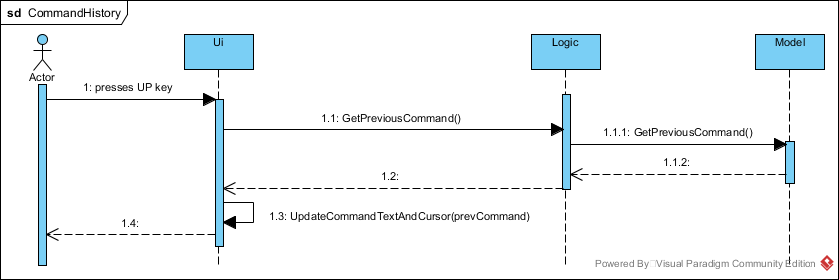 sd CommandHistory
Ui
Logic
Model
Actor
1: presses UP key
1.1: GetPreviousCommand()
1.1.1: GetPreviousCommand()
1.1.2:
1.2:
1.3: UpdateCommandTextAndCursor(prevCommand)
1.4:
Powered By Visual Paradigm Community Edition